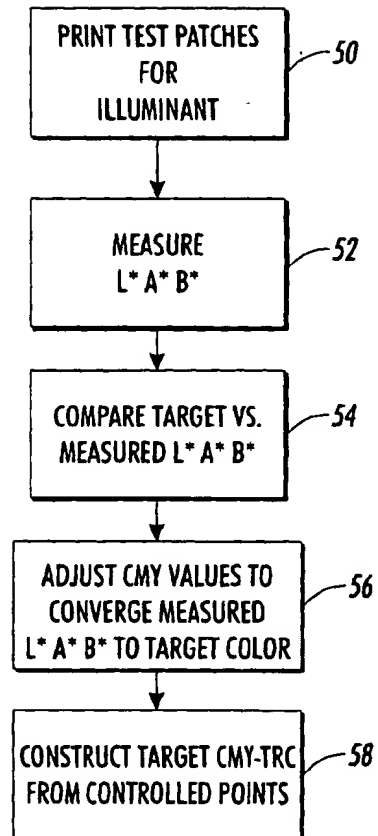 PRINT TEST PATCHES
FOR
ILLUMINANT
50
MEASURE
L* A* B*
52
COMPARE TARGET VS.
MEASURED L* A* B*
54
ADJUST CMY VALUES TO
CONVERGE MEASURED
L* A* B* TO TARGET COLOR
56
CONSTRUCT TARGET CMY-TRC
FROM CONTROLLED POINTS
58